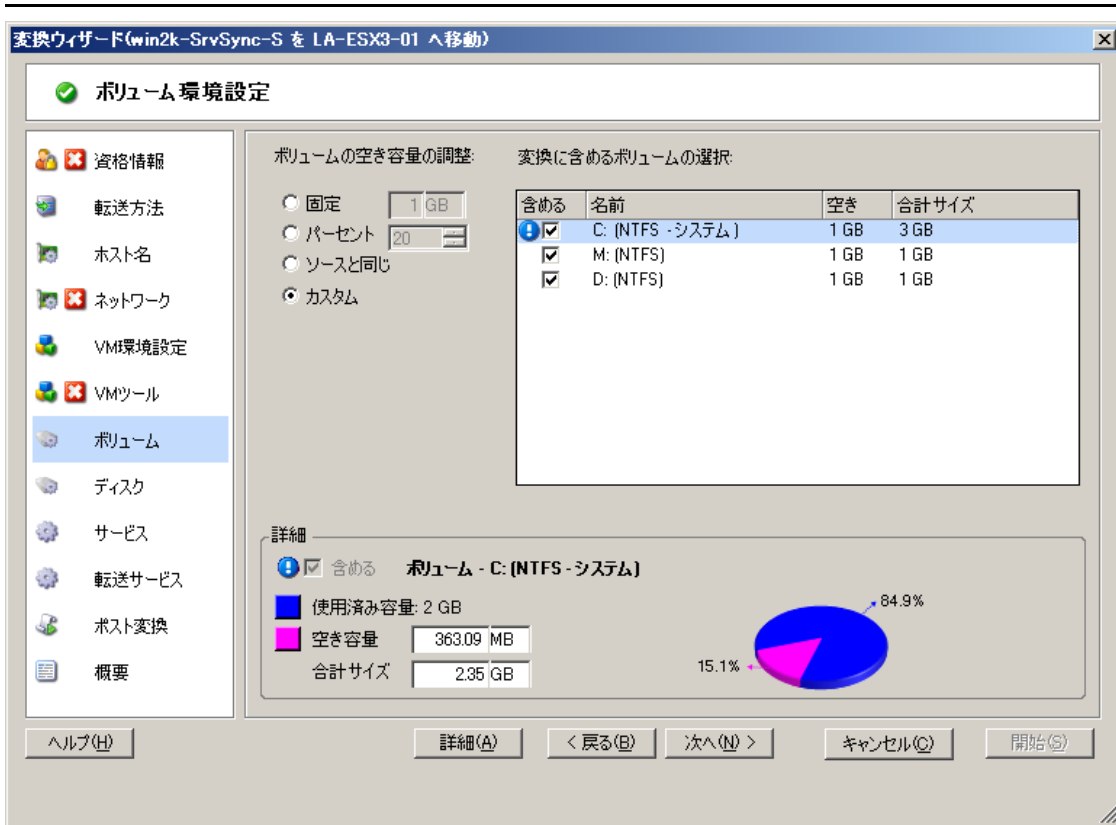 変換ウィザード(win2k-SrvSync-S を LA-ESX3-01 へ移動)
ボリューム環境設定
資格情報
転送方法
ホスト名
ネットワーク
VM環境設定
VMツール
ボリューム
ディスク
サービス
転送サービス
ポスト変換
概要
ボリュームの空き容量の調整:
固定 1 GB
パーセント 20
ソースと同じ
カスタム
変換に含めるボリュームの選択:
含める 名前 空き 合計サイズ
C: (NTFS - システム) 1 GB 3 GB
M: (NTFS) 1 GB 1 GB
D: (NTFS) 1 GB 1 GB
詳細
含める ボリューム - C: (NTFS - システム)
使用済み容量: 2 GB
空き容量 363.09 MB
合計サイズ 2.35 GB
84.9%
15.1%
ヘルプ(H) 詳細(A) < 戻る(B) 次へ(N) > キャンセル(C) 開始(S)